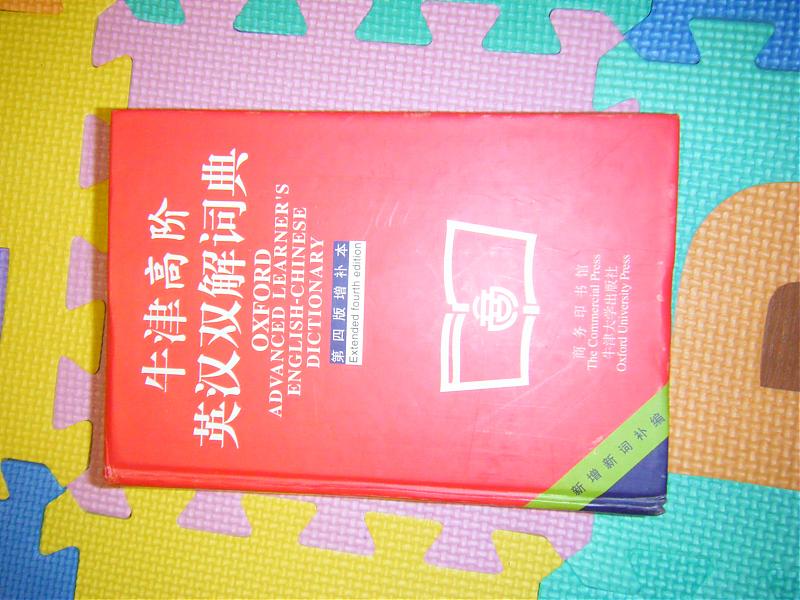 牛津高阶
英汉双解词典
OXFORD
ADVANCED LEARNER'S
ENGLISH-CHINESE
DICTIONARY
第四版增补本
Extended fourth edition
商务印书馆
The Commercial Press
牛津大学出版社
Oxford University Press
新增新词补编